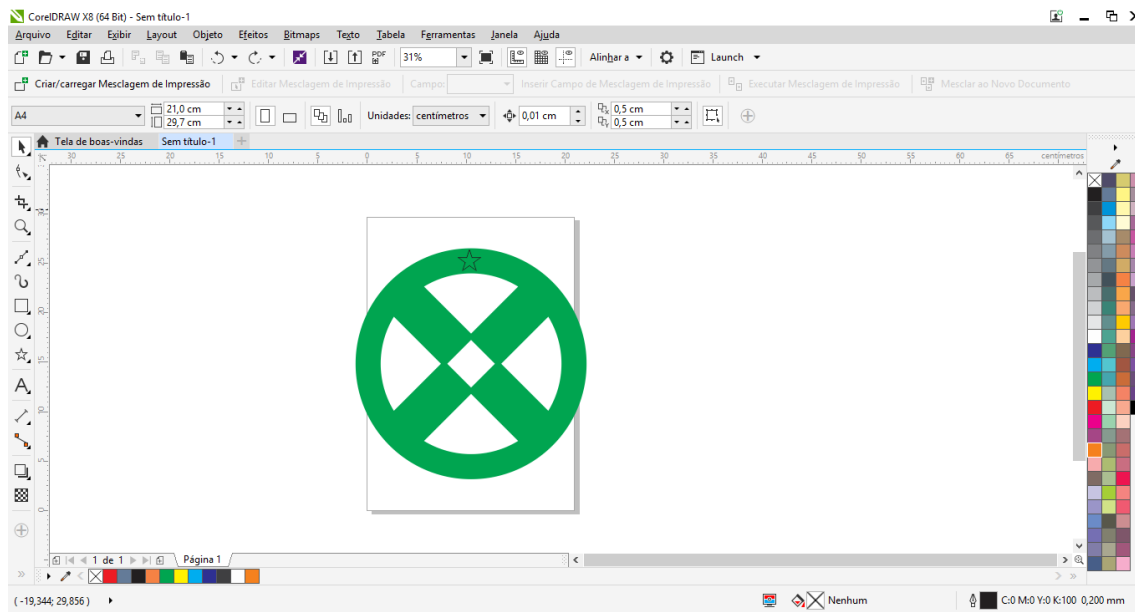 CorelDRAW X8 (64 Bit) - Sem título-1
Arquivo Editar Exibir Layout Objeto Efeitos Bitmaps Texto Tabela Ferramentas Janela Ajuda
PDF 31% Alinhar a Launch
Criar/carregar Mesclagem de Impressão Editar Mesclagem de Impressão Campo: Inserir Campo de Mesclagem de Impressão Executar Mesclagem de Impressão Mesclar ao Novo Documento
A4 21,0 cm 29,7 cm Unidades: centímetros 0,01 cm 0,5 cm 0,5 cm
Tela de boas-vindas Sem título-1
30 25 20 15 10 5 0 5 10 15 20 25 30 35 40 45 50 55 60 65 centímetros
1 de 1 Página 1
( -19,344; 29,856 ) Nenhum C:0 M:0 Y:0 K:100 0,200 mm